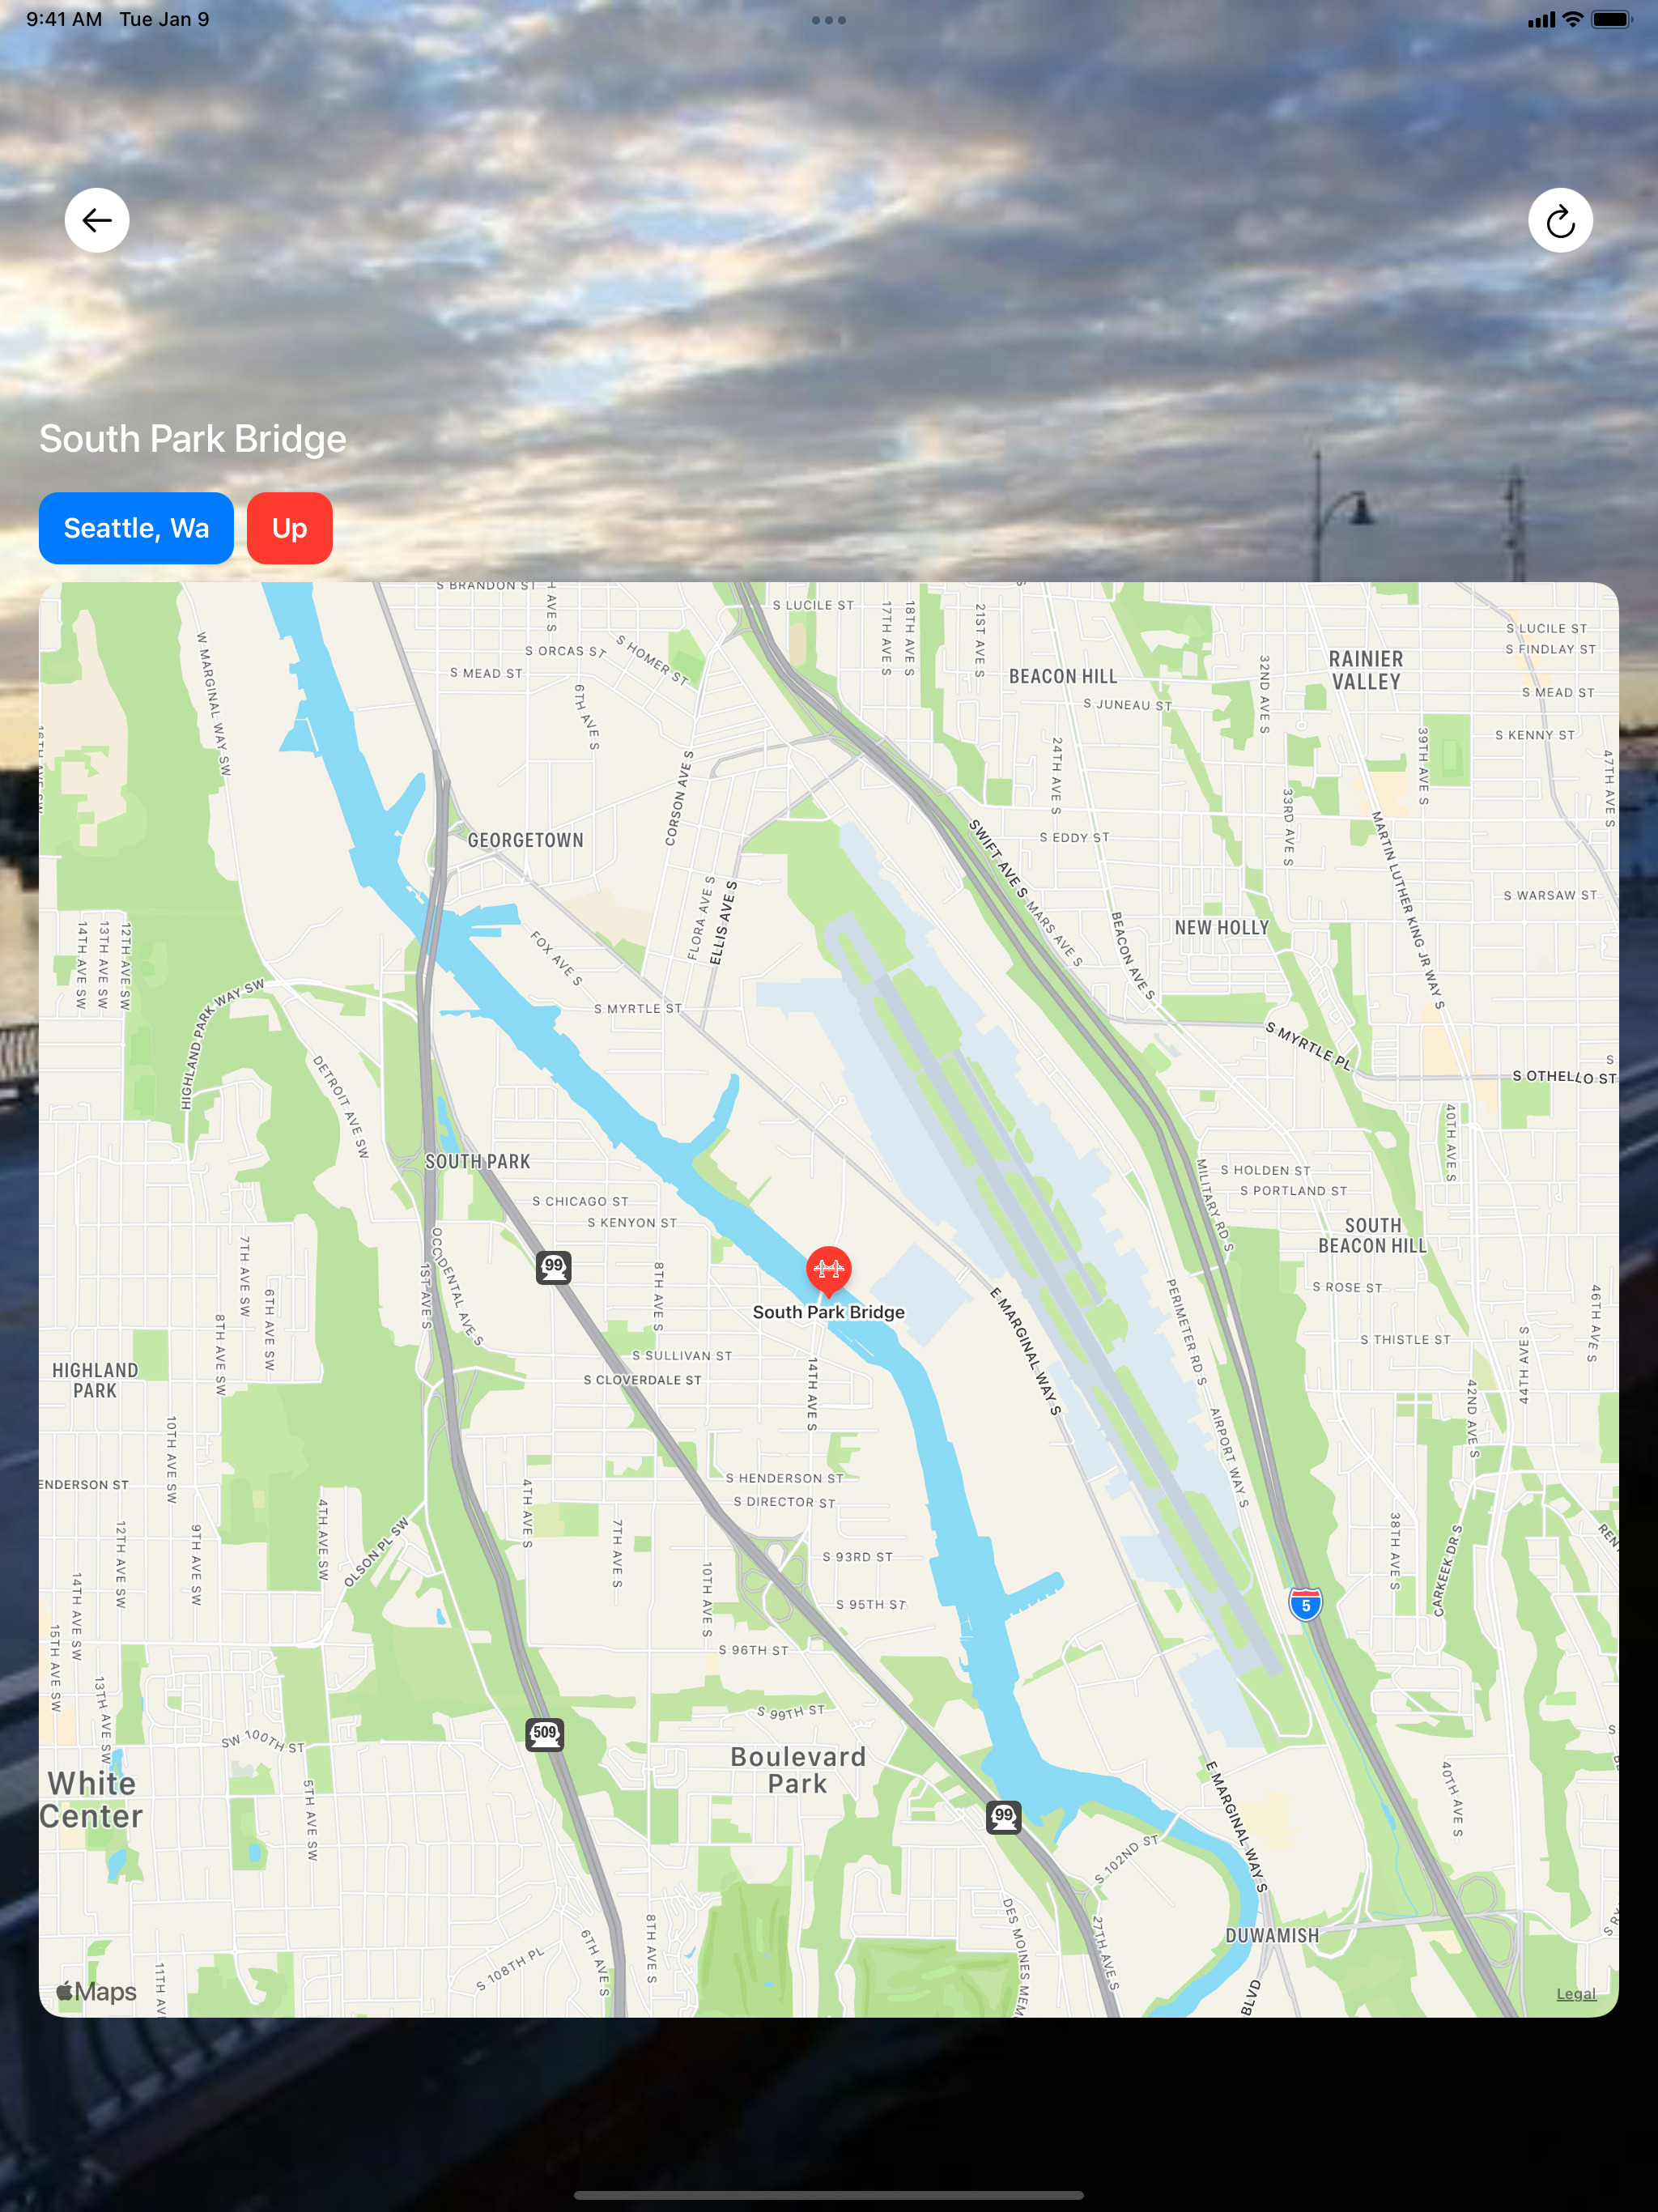 9:41 AM Tue Jan 9
South Park Bridge
Seattle, Wa
Up
S BRANDON ST
S LUCILE ST
17TH AVE S
18TH AVE S
21ST AVE S
S LUCILE ST
S FINDLAY ST
S ORCAS ST
S HOMER ST
S MEAD ST
W MARGINAL WAY SW
6TH AVE S
BEACON HILL
32ND AVE S
RAINIER
VALLEY
S MEAD ST
S JUNEAU ST
39TH AVE S
S KENNY ST
24TH AVE S
47TH AVE S
CORSON AVE S
33RD AVE S
GEORGETOWN
S EDDY ST
SWIFT AVE S
MARTIN LUTHER KING JR WAY S
S WARSAW ST
FLORA AVE S
ELLIS AVE S
MARS AVE S
BEACON AVE S
NEW HOLLY
14TH AVE SW
13TH AVE SW
12TH AVE SW
FOX AVE S
HIGHLAND PARK WAY SW
S MYRTLE ST
S MYRTLE PL
DETROIT AVE SW
S
S OTHELLO ST
40TH AVE S
SOUTH PARK
S HOLDEN ST
S PORTLAND ST
MILITARY RD S
S CHICAGO ST
S KENYON ST
SOUTH
BEACON HILL
7TH AVE SW
OCCIDENTAL AVE S
1ST AVE S
99
8TH AVE S
South Park Bridge
E MARGINAL WAY S
PERIMETER RD S
S ROSE ST
46TH AVE S
6TH AVE SW
8TH AVE SW
S THISTLE ST
44TH AVE S
HIGHLAND
PARK
S SULLIVAN ST
S CLOVERDALE ST
14TH AVE S
42ND AVE S
10TH AVE SW
AIRPORT WAY S
ENDERSON ST
S HENDERSON ST
S DIRECTOR ST
4TH AVE SW
4TH AVE S
12TH AVE SW
9TH AVE SW
OLSON PL SW
7TH AVE S
38TH AVE S
CARKEEK DR S
S 93RD ST
14TH AVE SW
10TH AVE S
S 95TH ST
5
15TH AVE SW
S 96TH ST
13TH AVE SW
S 99TH ST
509
SW 100TH ST
Boulevard
Park
White
Center
5TH AVE SW
E MARGINAL WAY S
40TH AVE S
99
S 102ND ST
DES MOINES MEM
27TH AVE S
DUWAMISH
8TH AVE S
6TH AVE S
S 108TH PL
11TH AV
BLVD
Maps
Legal